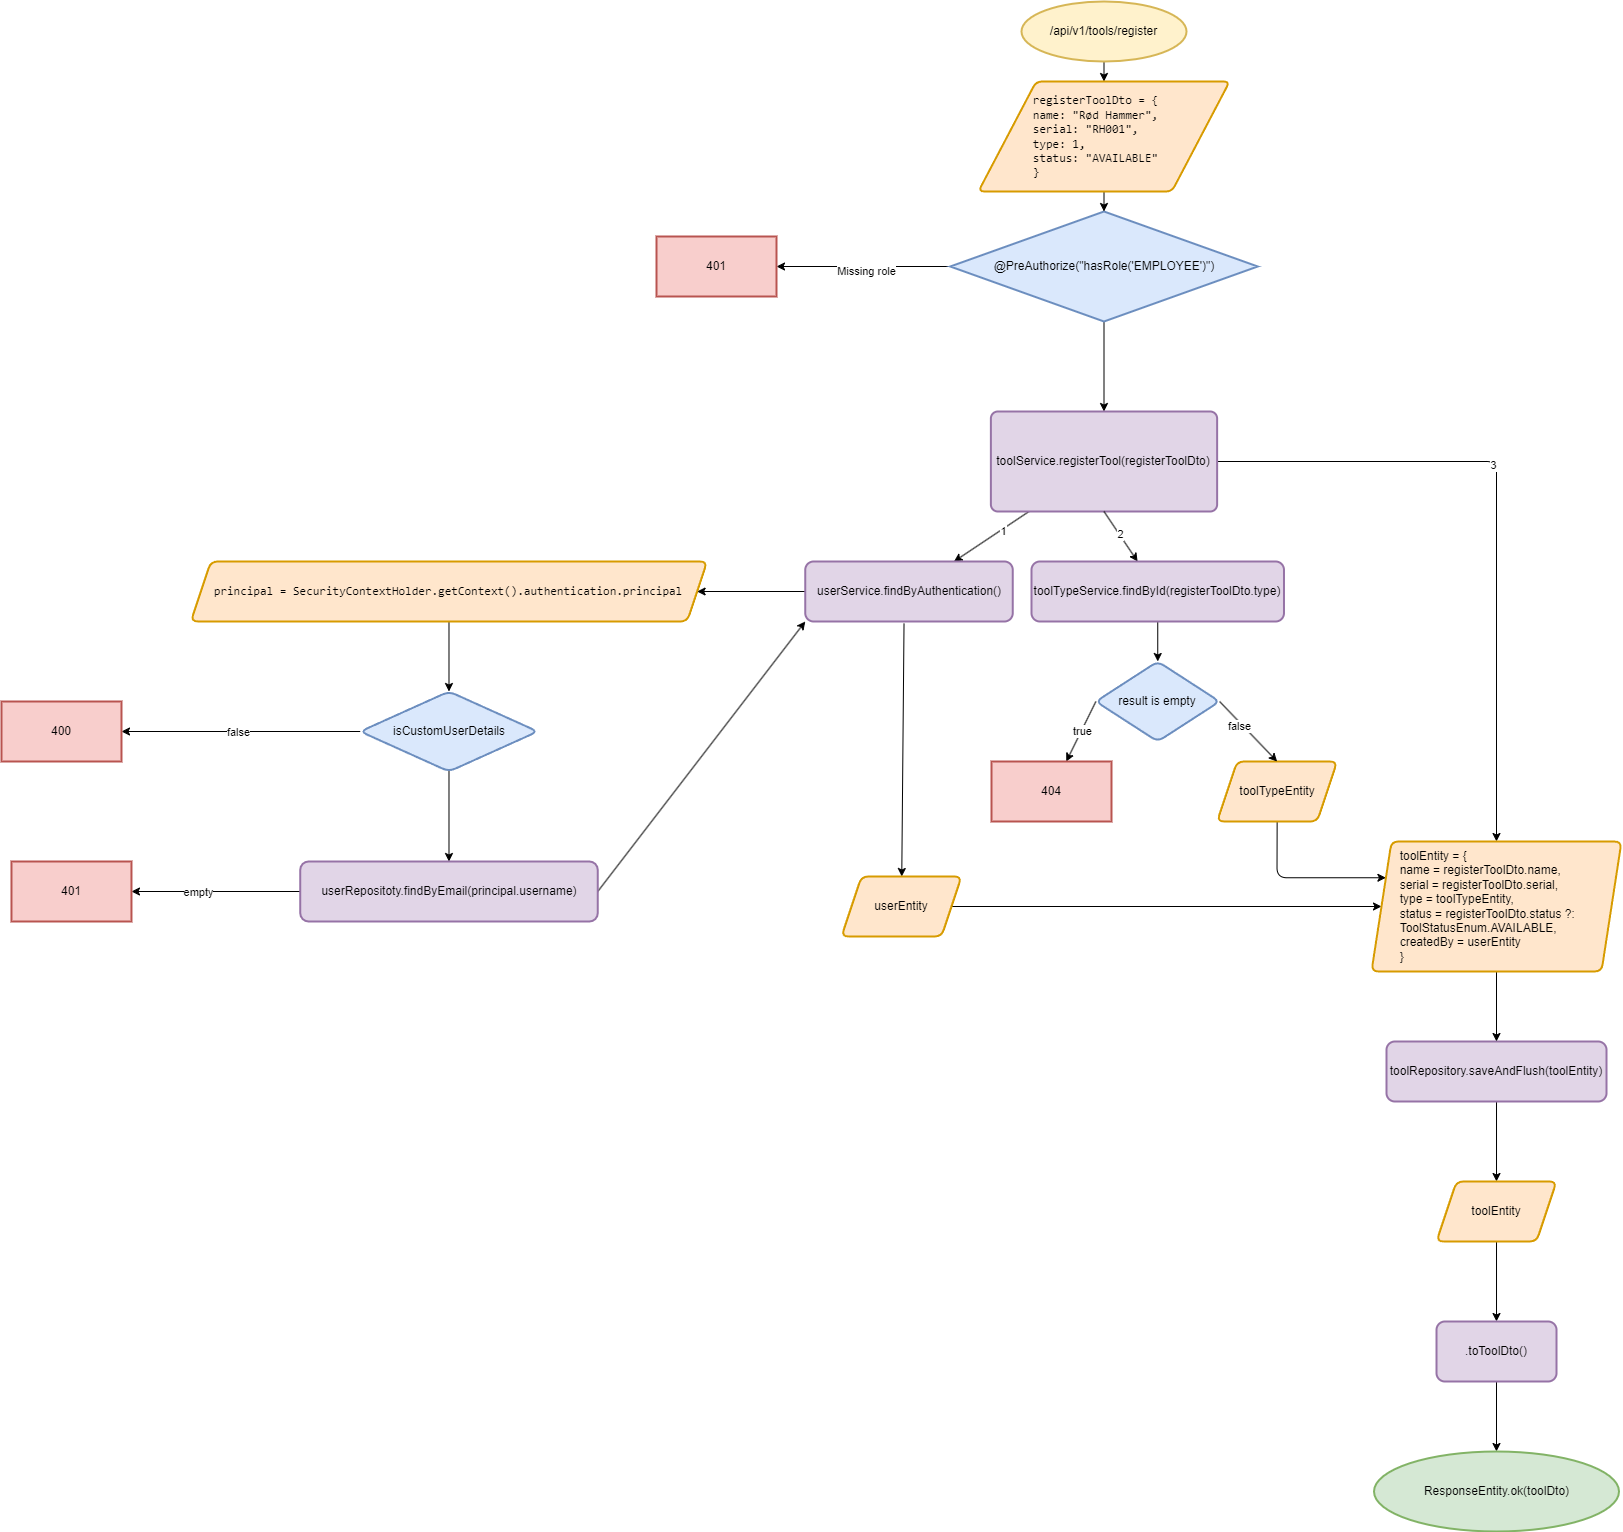 /api/v1/tools/register
registerToolDto = {
name: "Rød Hammer",
serial: "RH001",
type: 1,
status: "AVAILABLE"
}
401
Missing role
@PreAuthorize("hasRole('EMPLOYEE')")
toolService.registerTool(registerToolDto)
3
1
2
principal = SecurityContextHolder.getContext().authentication.principal
userService.findByAuthentication()
toolTypeService.findById(registerToolDto.type)
400
false
isCustomUserDetails
result is empty
true
false
404
toolTypeEntity
401
empty
userRepositoty.findByEmail(principal.username)
userEntity
toolEntity = {
name = registerToolDto.name,
serial = registerToolDto.serial,
type = toolTypeEntity,
status = registerToolDto.status ?:
ToolStatusEnum.AVAILABLE,
createdBy = userEntity
}
toolRepository.saveAndFlush(toolEntity)
toolEntity
.toToolDto()
ResponseEntity.ok(toolDto)